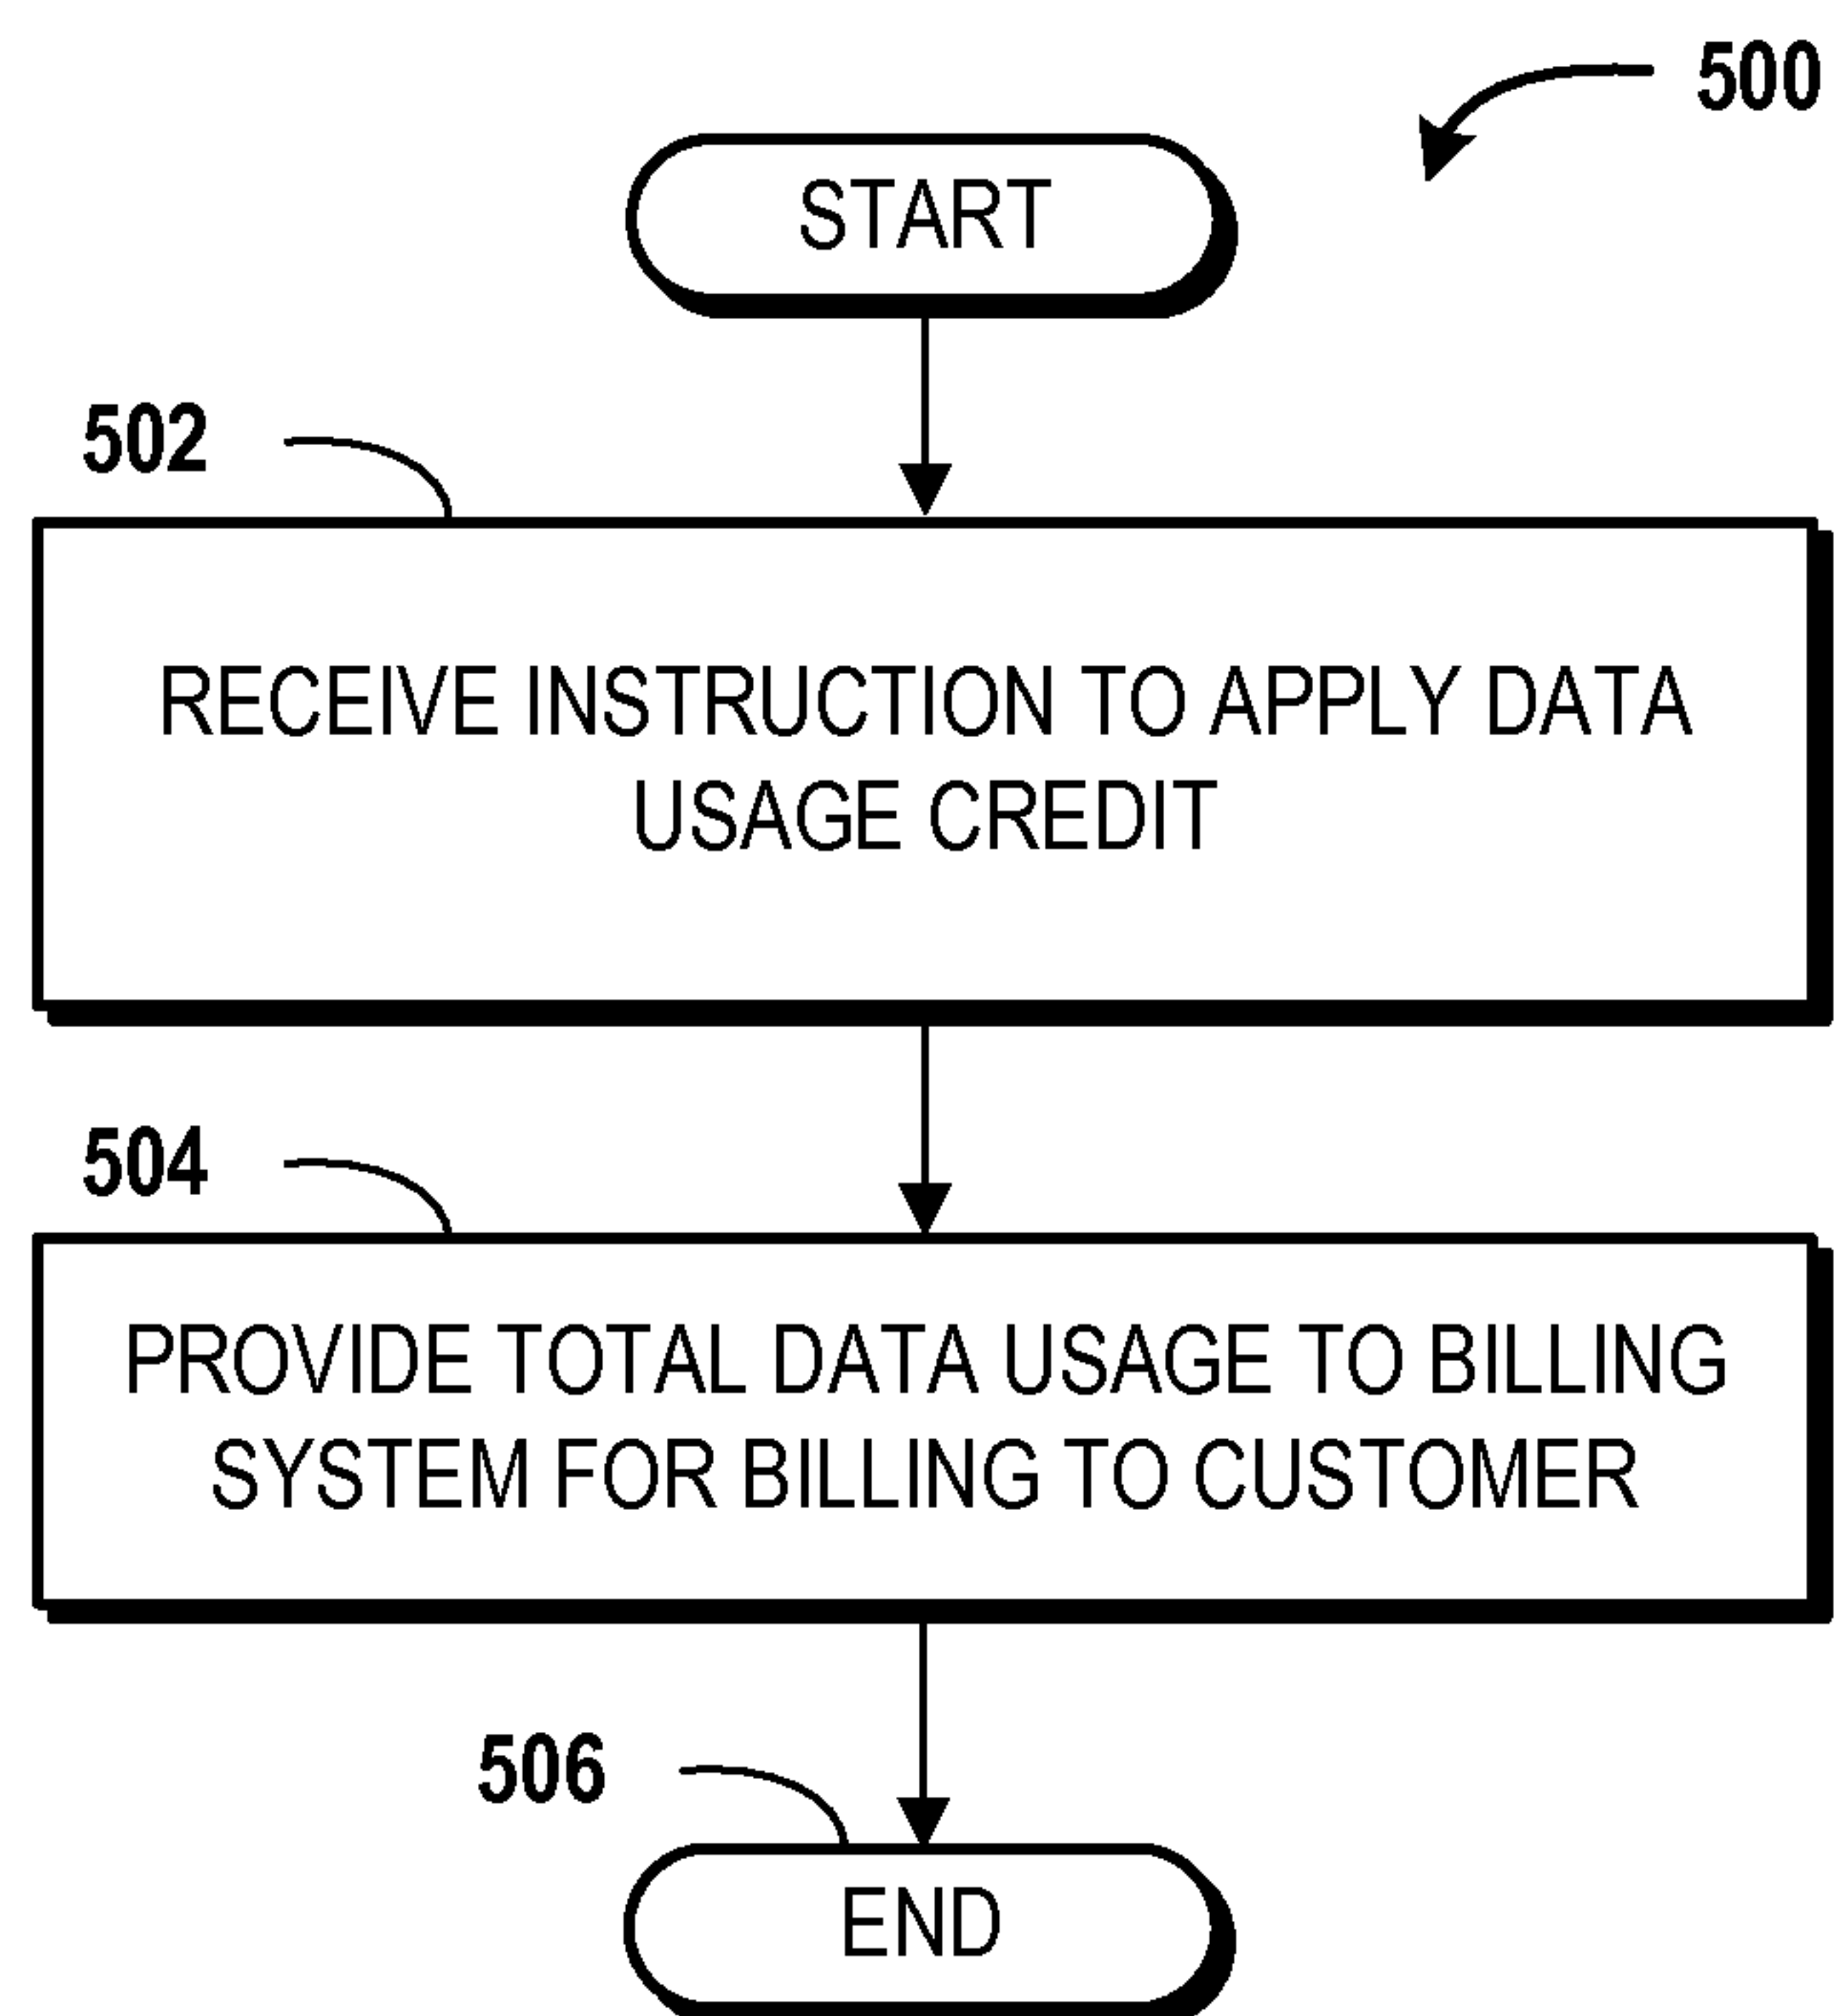 500
START
502
RECEIVE INSTRUCTION TO APPLY DATA
USAGE CREDIT
504
PROVIDE TOTAL DATA USAGE TO BILLING
SYSTEM FOR BILLING TO CUSTOMER
506
END